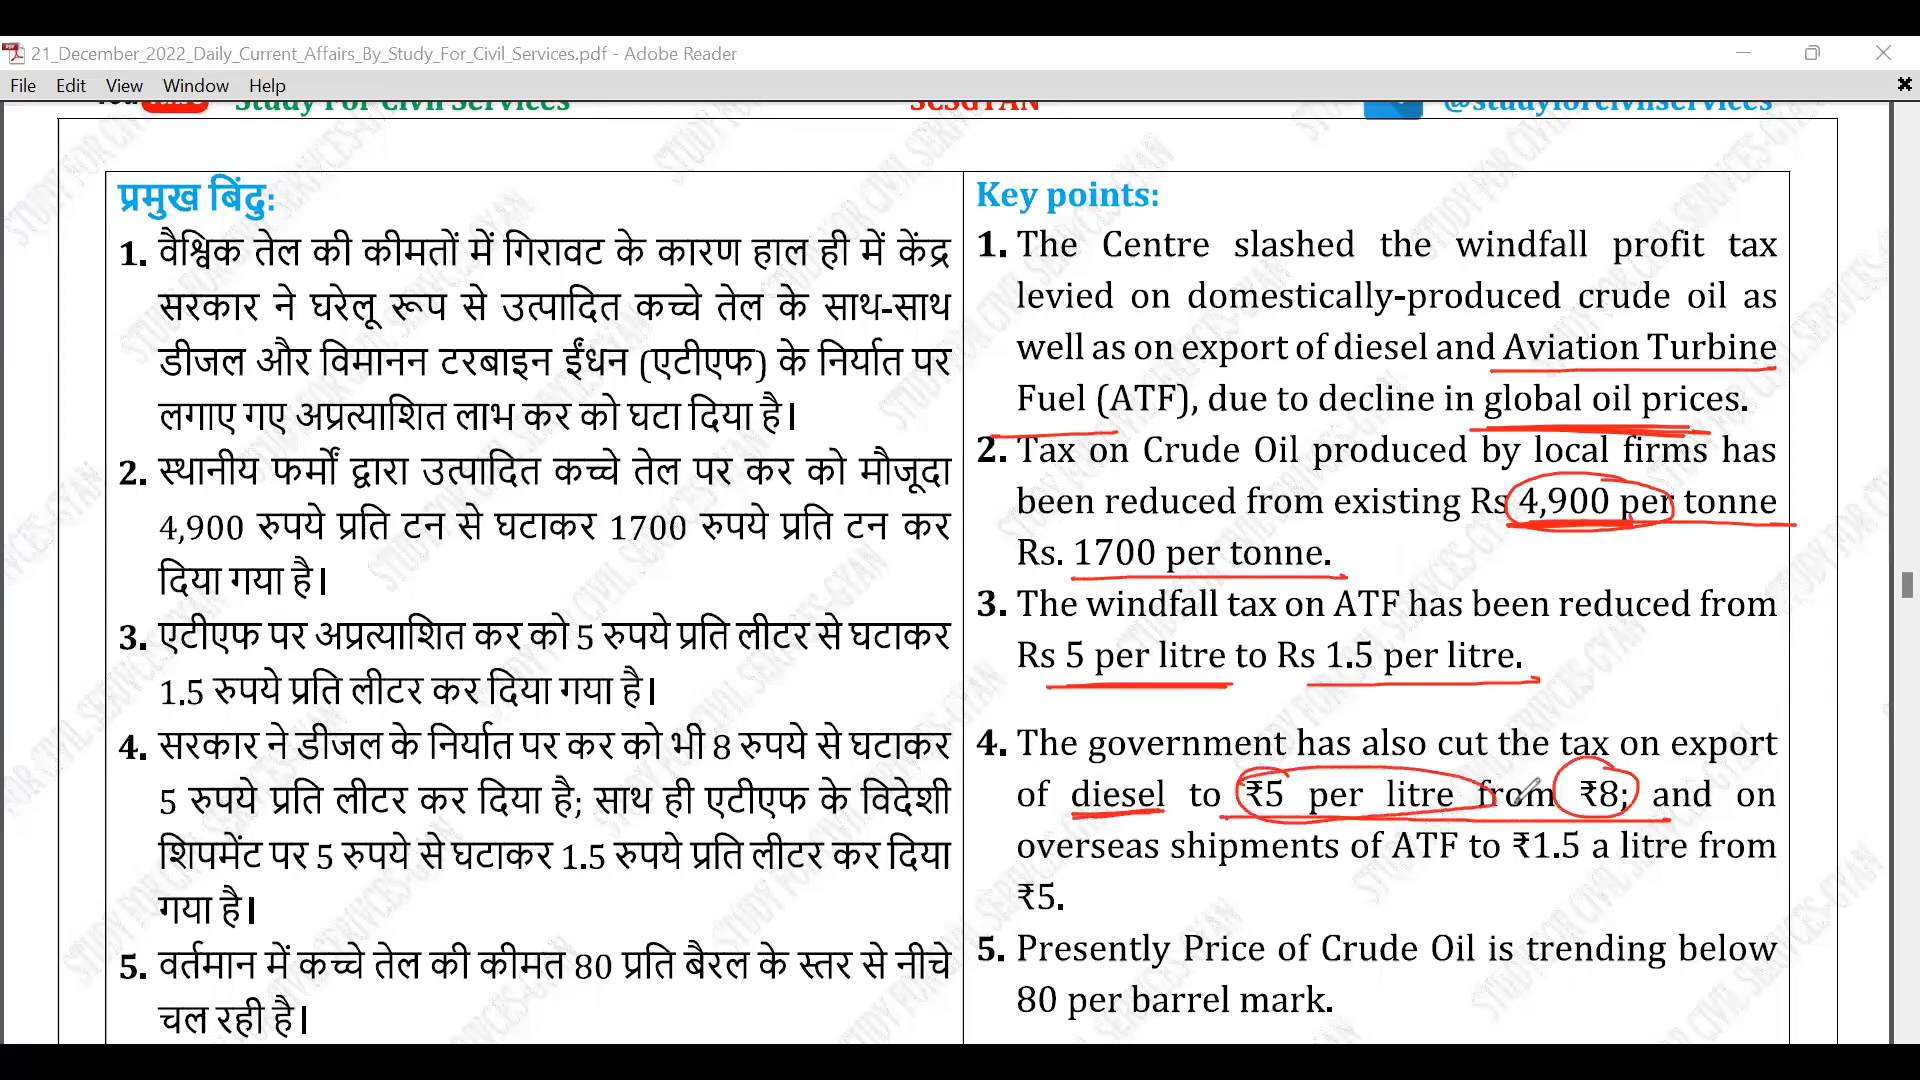 21_December_2022_Daily_Current_Affairs_By_Study_For_Civil_Services.pdf - Adobe Reader
File Edit View Window Help
YouTube Study For Civil Services SCSGYAN @studyforcivilservices
प्रमुख बिंदु:
1. वैश्विक तेल की कीमतों में गिरावट के कारण हाल ही में केंद्र
सरकार ने घरेलू रूप से उत्पादित कच्चे तेल के साथ-साथ
डीजल और विमानन टरबाइन ईंधन (एटीएफ) के निर्यात पर
लगाए गए अप्रत्याशित लाभ कर को घटा दिया है।
2. स्थानीय फर्मों द्वारा उत्पादित कच्चे तेल पर कर को मौजूदा
4,900 रुपये प्रति टन से घटाकर 1700 रुपये प्रति टन कर
दिया गया है।
3. एटीएफ पर अप्रत्याशित कर को 5 रुपये प्रति लीटर से घटाकर
1.5 रुपये प्रति लीटर कर दिया गया है।
4. सरकार ने डीजल के निर्यात पर कर को भी 8 रुपये से घटाकर
5 रुपये प्रति लीटर कर दिया है; साथ ही एटीएफ के विदेशी
शिपमेंट पर 5 रुपये से घटाकर 1.5 रुपये प्रति लीटर कर दिया
गया है।
5. वर्तमान में कच्चे तेल की कीमत 80 प्रति बैरल के स्तर से नीचे
चल रही है।
Key points:
1. The Centre slashed the windfall profit tax
levied on domestically-produced crude oil as
well as on export of diesel and Aviation Turbine
Fuel (ATF), due to decline in global oil prices.
2. Tax on Crude Oil produced by local firms has
been reduced from existing Rs 4,900 per tonne
Rs. 1700 per tonne.
3. The windfall tax on ATF has been reduced from
Rs 5 per litre to Rs 1.5 per litre.
4. The government has also cut the tax on export
of diesel to ₹5 per litre from ₹8; and on
overseas shipments of ATF to ₹1.5 a litre from
₹5.
5. Presently Price of Crude Oil is trending below
80 per barrel mark.